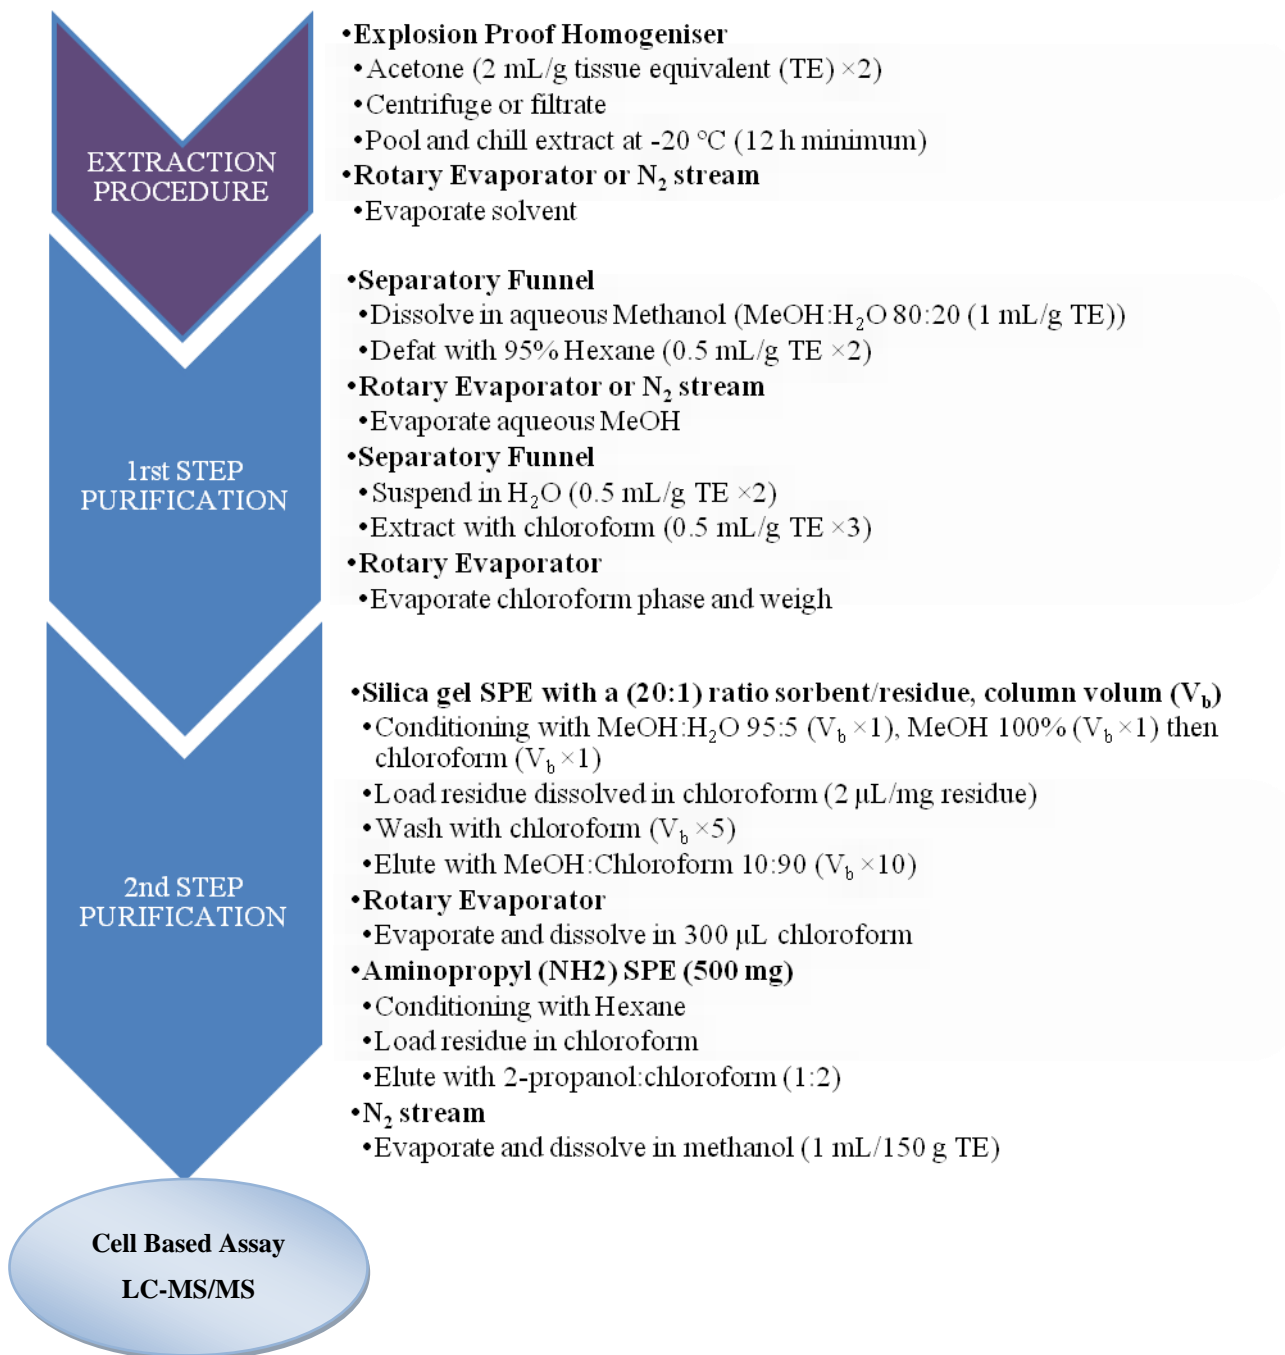 EXTRACTION
PROCEDURE
•Explosion Proof Homogeniser
•Acetone (2 mL/g tissue equivalent (TE) ×2)
•Centrifuge or filtrate
•Pool and chill extract at -20 °C (12 h minimum)
•Rotary Evaporator or N₂ stream
•Evaporate solvent
1rst STEP
PURIFICATION
•Separatory Funnel
•Dissolve in aqueous Methanol (MeOH:H₂O 80:20 (1 mL/g TE))
•Defat with 95% Hexane (0.5 mL/g TE ×2)
•Rotary Evaporator or N₂ stream
•Evaporate aqueous MeOH
•Separatory Funnel
•Suspend in H₂O (0.5 mL/g TE ×2)
•Extract with chloroform (0.5 mL/g TE ×3)
•Rotary Evaporator
•Evaporate chloroform phase and weigh
2nd STEP
PURIFICATION
•Silica gel SPE with a (20:1) ratio sorbent/residue, column volum (V_b)
•Conditioning with MeOH:H₂O 95:5 (V_b ×1), MeOH 100% (V_b ×1) then
chloroform (V_b ×1)
•Load residue dissolved in chloroform (2 μL/mg residue)
•Wash with chloroform (V_b ×5)
•Elute with MeOH:Chloroform 10:90 (V_b ×10)
•Rotary Evaporator
•Evaporate and dissolve in 300 μL chloroform
•Aminopropyl (NH2) SPE (500 mg)
•Conditioning with Hexane
•Load residue in chloroform
•Elute with 2-propanol:chloroform (1:2)
•N₂ stream
•Evaporate and dissolve in methanol (1 mL/150 g TE)
Cell Based Assay
LC-MS/MS